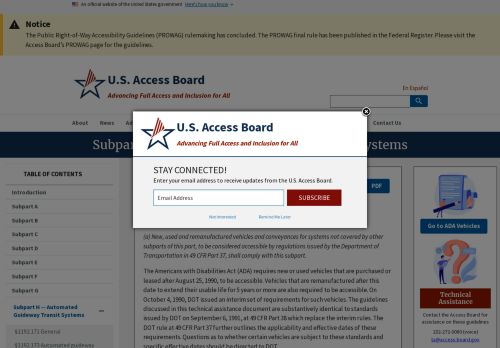 An official website of the United States government Here's how you know
Notice
The Public Right-of-Way Accessibility Guidelines (PROWAG) rulemaking has concluded. The PROWAG final rule has been published in the Federal Register. Please visit the
Access Board's PROWAG page for the guidelines.
U.S. Access Board
Advancing Full Access and Inclusion for All
En Español
About News Contact Us
TABLE OF CONTENTS
Introduction
Subpart A
Subpart B
Subpart C
Subpart D
Subpart E
Subpart F
Subpart G
Subpart H — Automated
Guideway Transit Systems
§1192.171 General
§1192.173 Automated guideway
U.S. Access Board
Advancing Full Access and Inclusion for All
STAY CONNECTED!
Enter your email address to receive updates from the U.S. Access Board.
Email Address
SUBSCRIBE
Not Interested Remind Me Later
PDF
(a) New, used and remanufactured vehicles and conveyances for systems not covered by other
subparts of this part, to be considered accessible by regulations issued by the Department of
Transportation in 49 CFR Part 37, shall comply with this subpart.
The Americans with Disabilities Act (ADA) requires new or used vehicles that are purchased or
leased after August 25, 1990, to be accessible. Vehicles that are remanufactured after this
date to extend their usable life for 5 years or more are also required to be accessible. On
October 4, 1990, DOT issued an interim set of requirements for such vehicles. The guidelines
discussed in this technical assistance document are substantively identical to standards
issued by DOT on September 6, 1991, at 49 CFR Part 38 which replace the interim rules. The
DOT rule at 49 CFR Part 37 further outlines the applicability and effective dates of these
requirements. Questions as to whether certain vehicles are subject to these standards and
specific effective dates should be directed to DOT.
Go to ADA Vehicles
Technical
Assistance
Contact the Access Board for
assistance on these guidelines
ta@access-board.gov